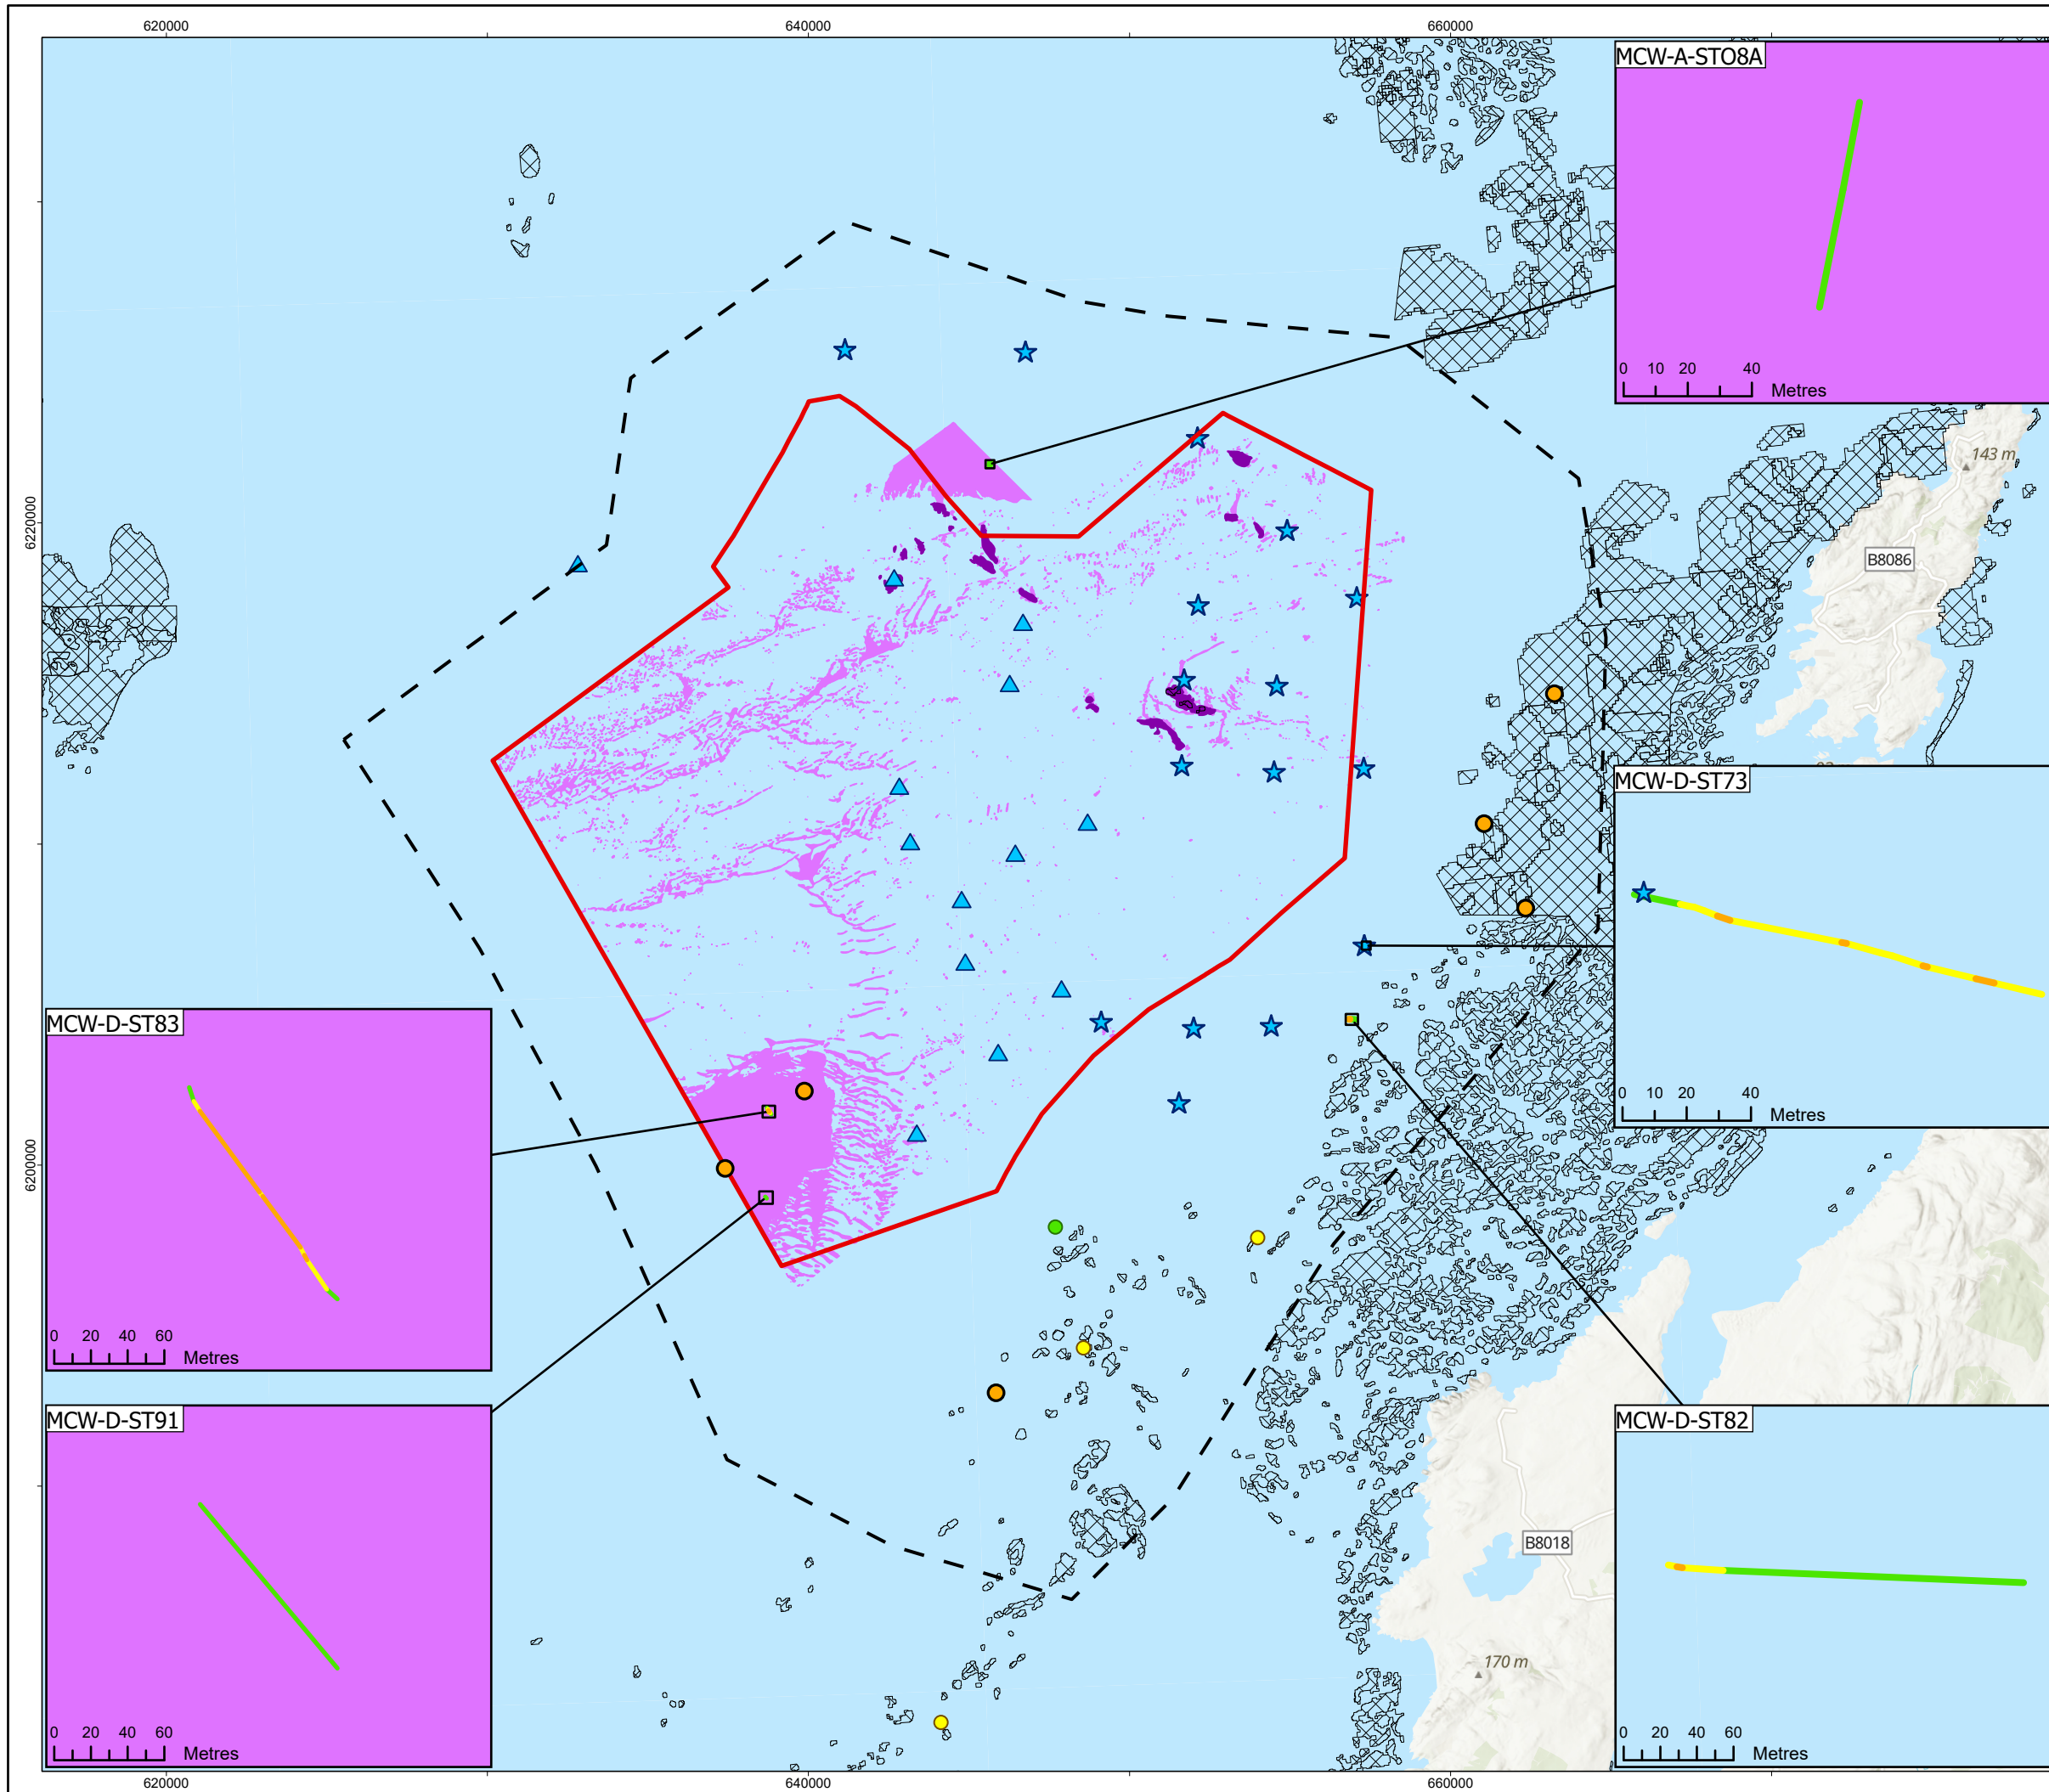 620000 640000 660000
MCW-A-STO8A
0 10 20 40 Metres
143 m
B8086
6220000
MCW-D-ST73
0 10 20 40 Metres
MCW-D-ST83
0 20 40 60 Metres
6200000
MCW-D-ST91
0 20 40 60 Metres
MCW-D-ST82
0 20 40 60 Metres
B8018
170 m
620000 640000 660000